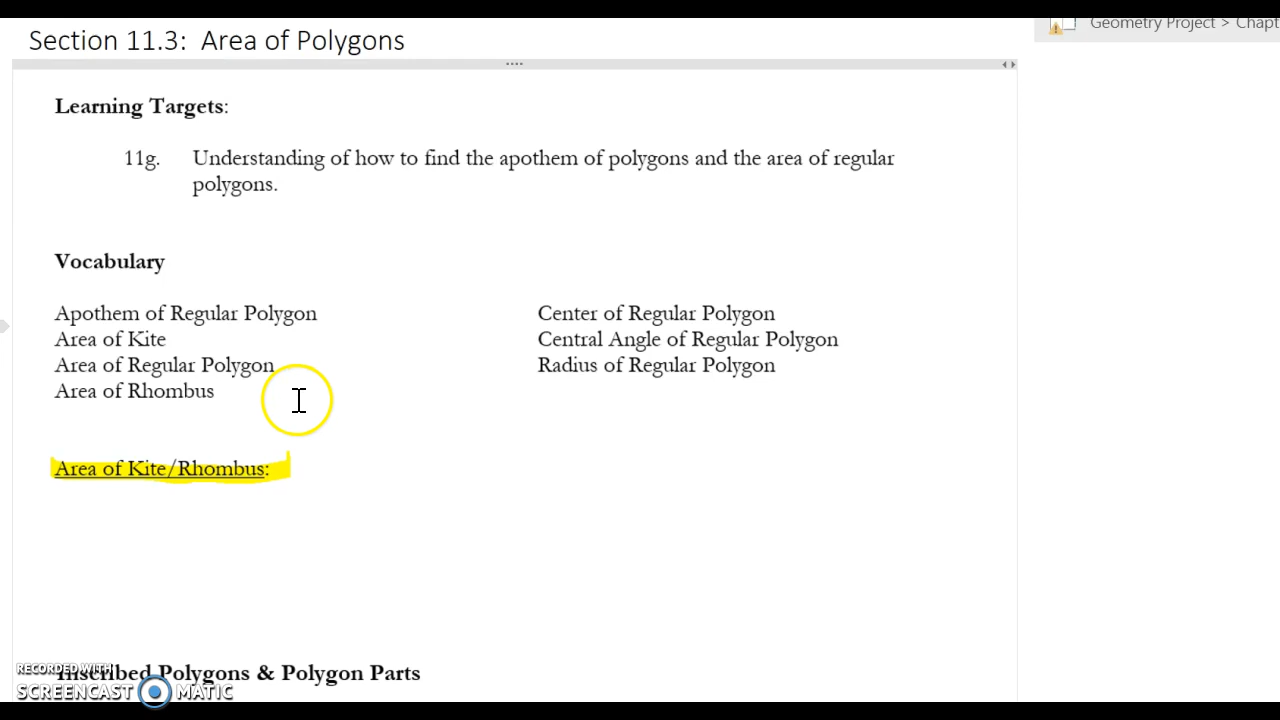 Section 11.3: Area of Polygons
Geometry Project > Chapt
Learning Targets:
11g. Understanding of how to find the apothem of polygons and the area of regular
polygons.
Vocabulary
Apothem of Regular Polygon
Area of Kite
Area of Regular Polygon
Area of Rhombus
Center of Regular Polygon
Central Angle of Regular Polygon
Radius of Regular Polygon
Area of Kite/Rhombus:
Inscribed Polygons & Polygon Parts
RECORDED WITH
SCREENCAST MATIC